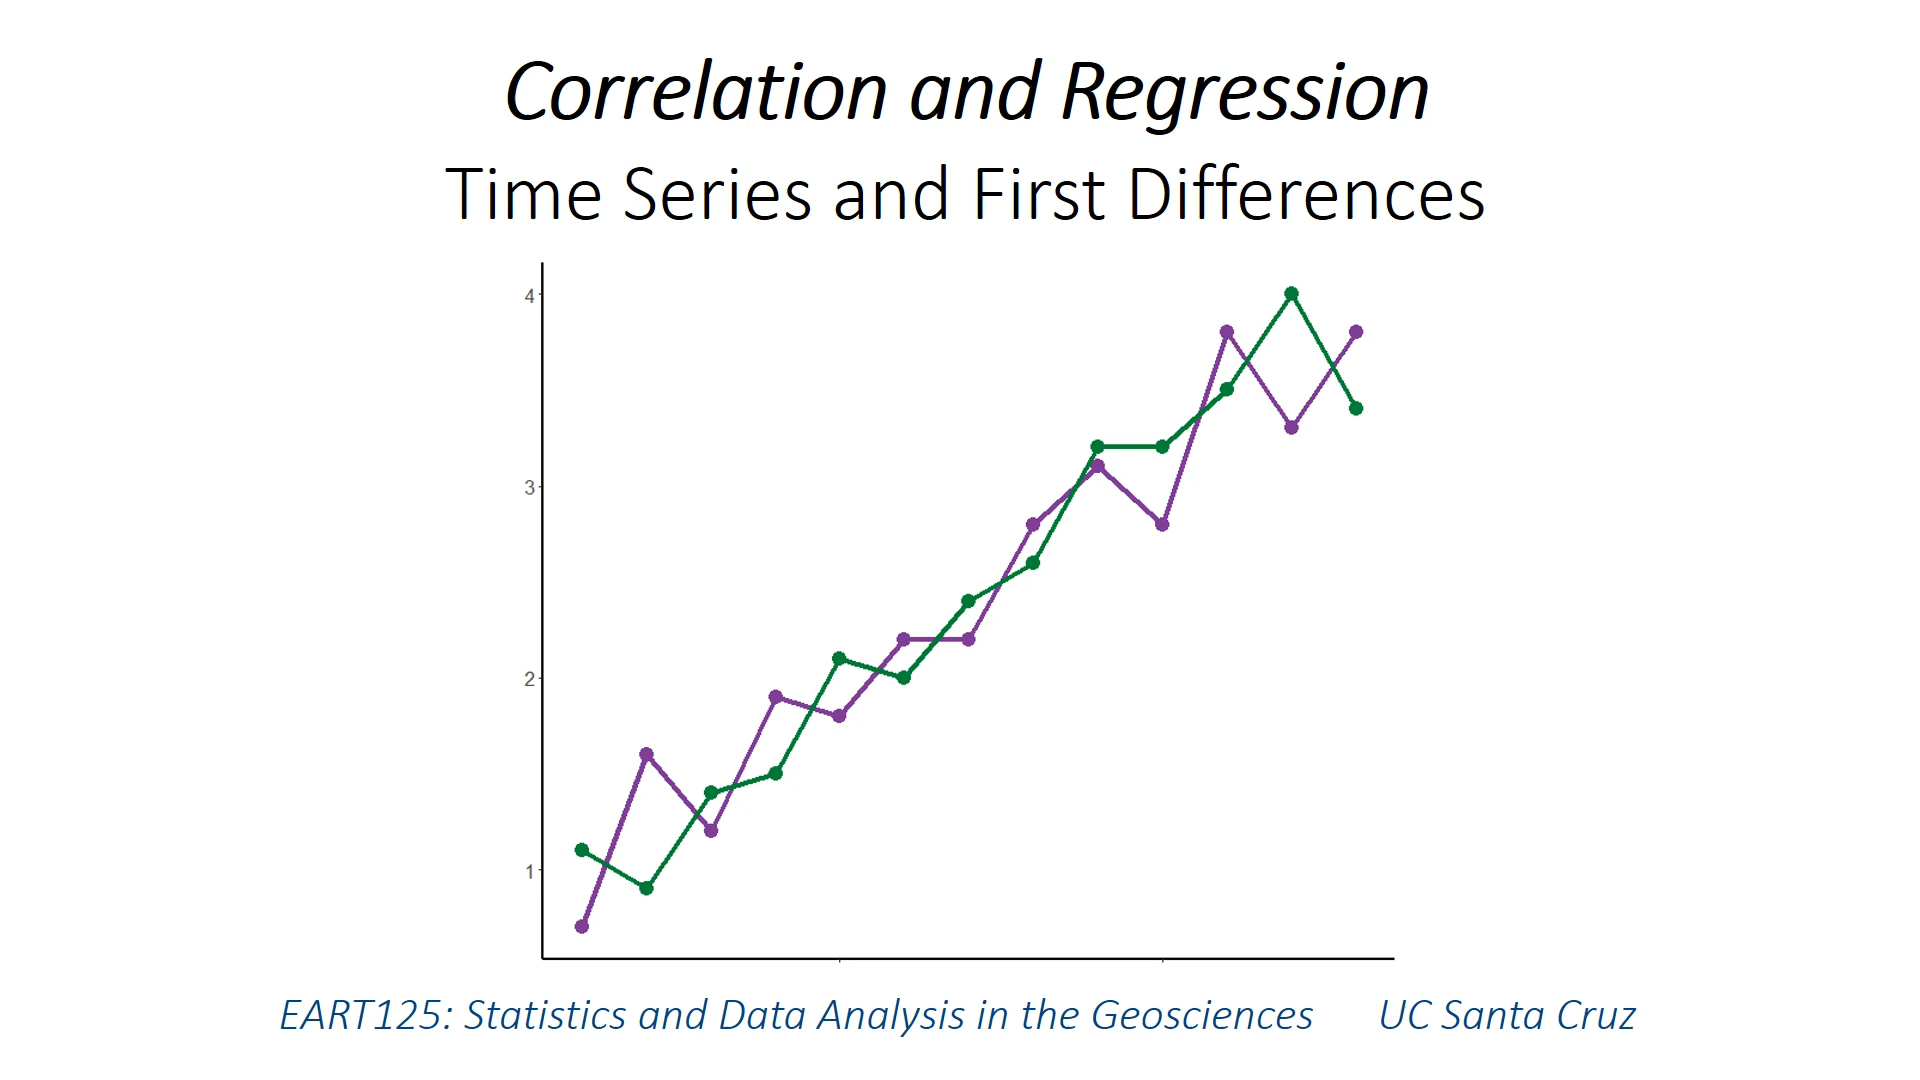 Correlation and Regression
Time Series and First Differences
4
3
2
1
EART125: Statistics and Data Analysis in the Geosciences UC Santa Cruz